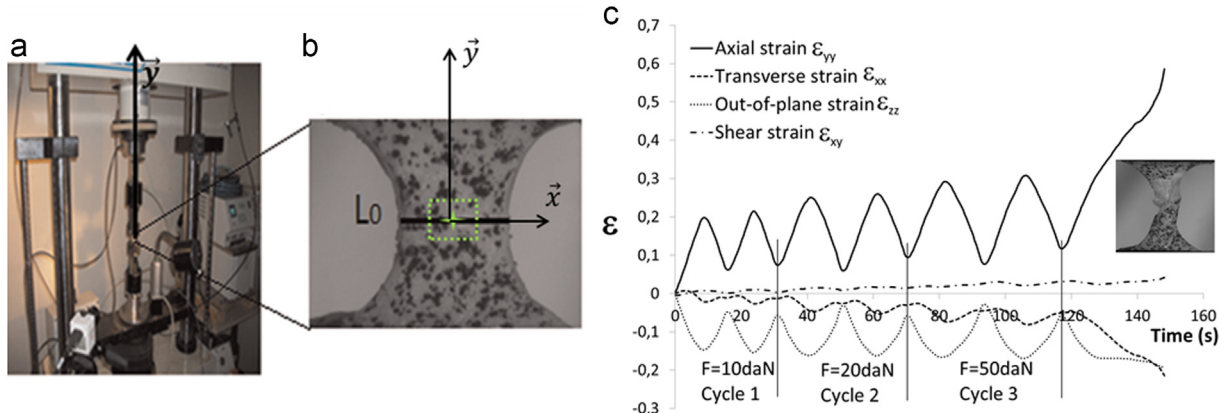 a
y⃗
b
y⃗
x⃗
L0
c
0,7
0,6
0,5
0,4
0,3
0,2
0,1
0
-0,1
-0,2
-0,3
ε
Axial strain εyy
Transverse strain εxx
Out-of-plane strain εzz
Shear strain εxy
0 20 40 60 80 100 120 140 160
Time (s)
F=10daN
Cycle 1
F=20daN
Cycle 2
F=50daN
Cycle 3